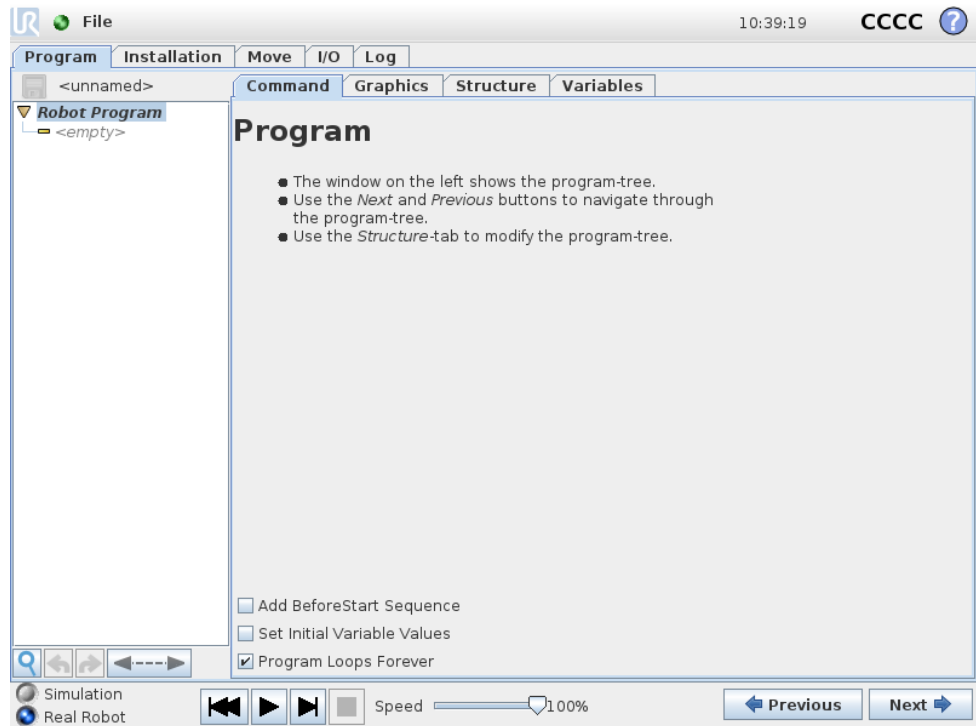 UR File 10:39:19 CCCC ?
Program Installation Move I/O Log
<unnamed> Command Graphics Structure Variables
Robot Program
<empty>
Program
The window on the left shows the program-tree.
Use the Next and Previous buttons to navigate through
the program-tree.
Use the Structure-tab to modify the program-tree.
Add BeforeStart Sequence
Set Initial Variable Values
Program Loops Forever
Simulation
Real Robot
Speed 100% Previous Next